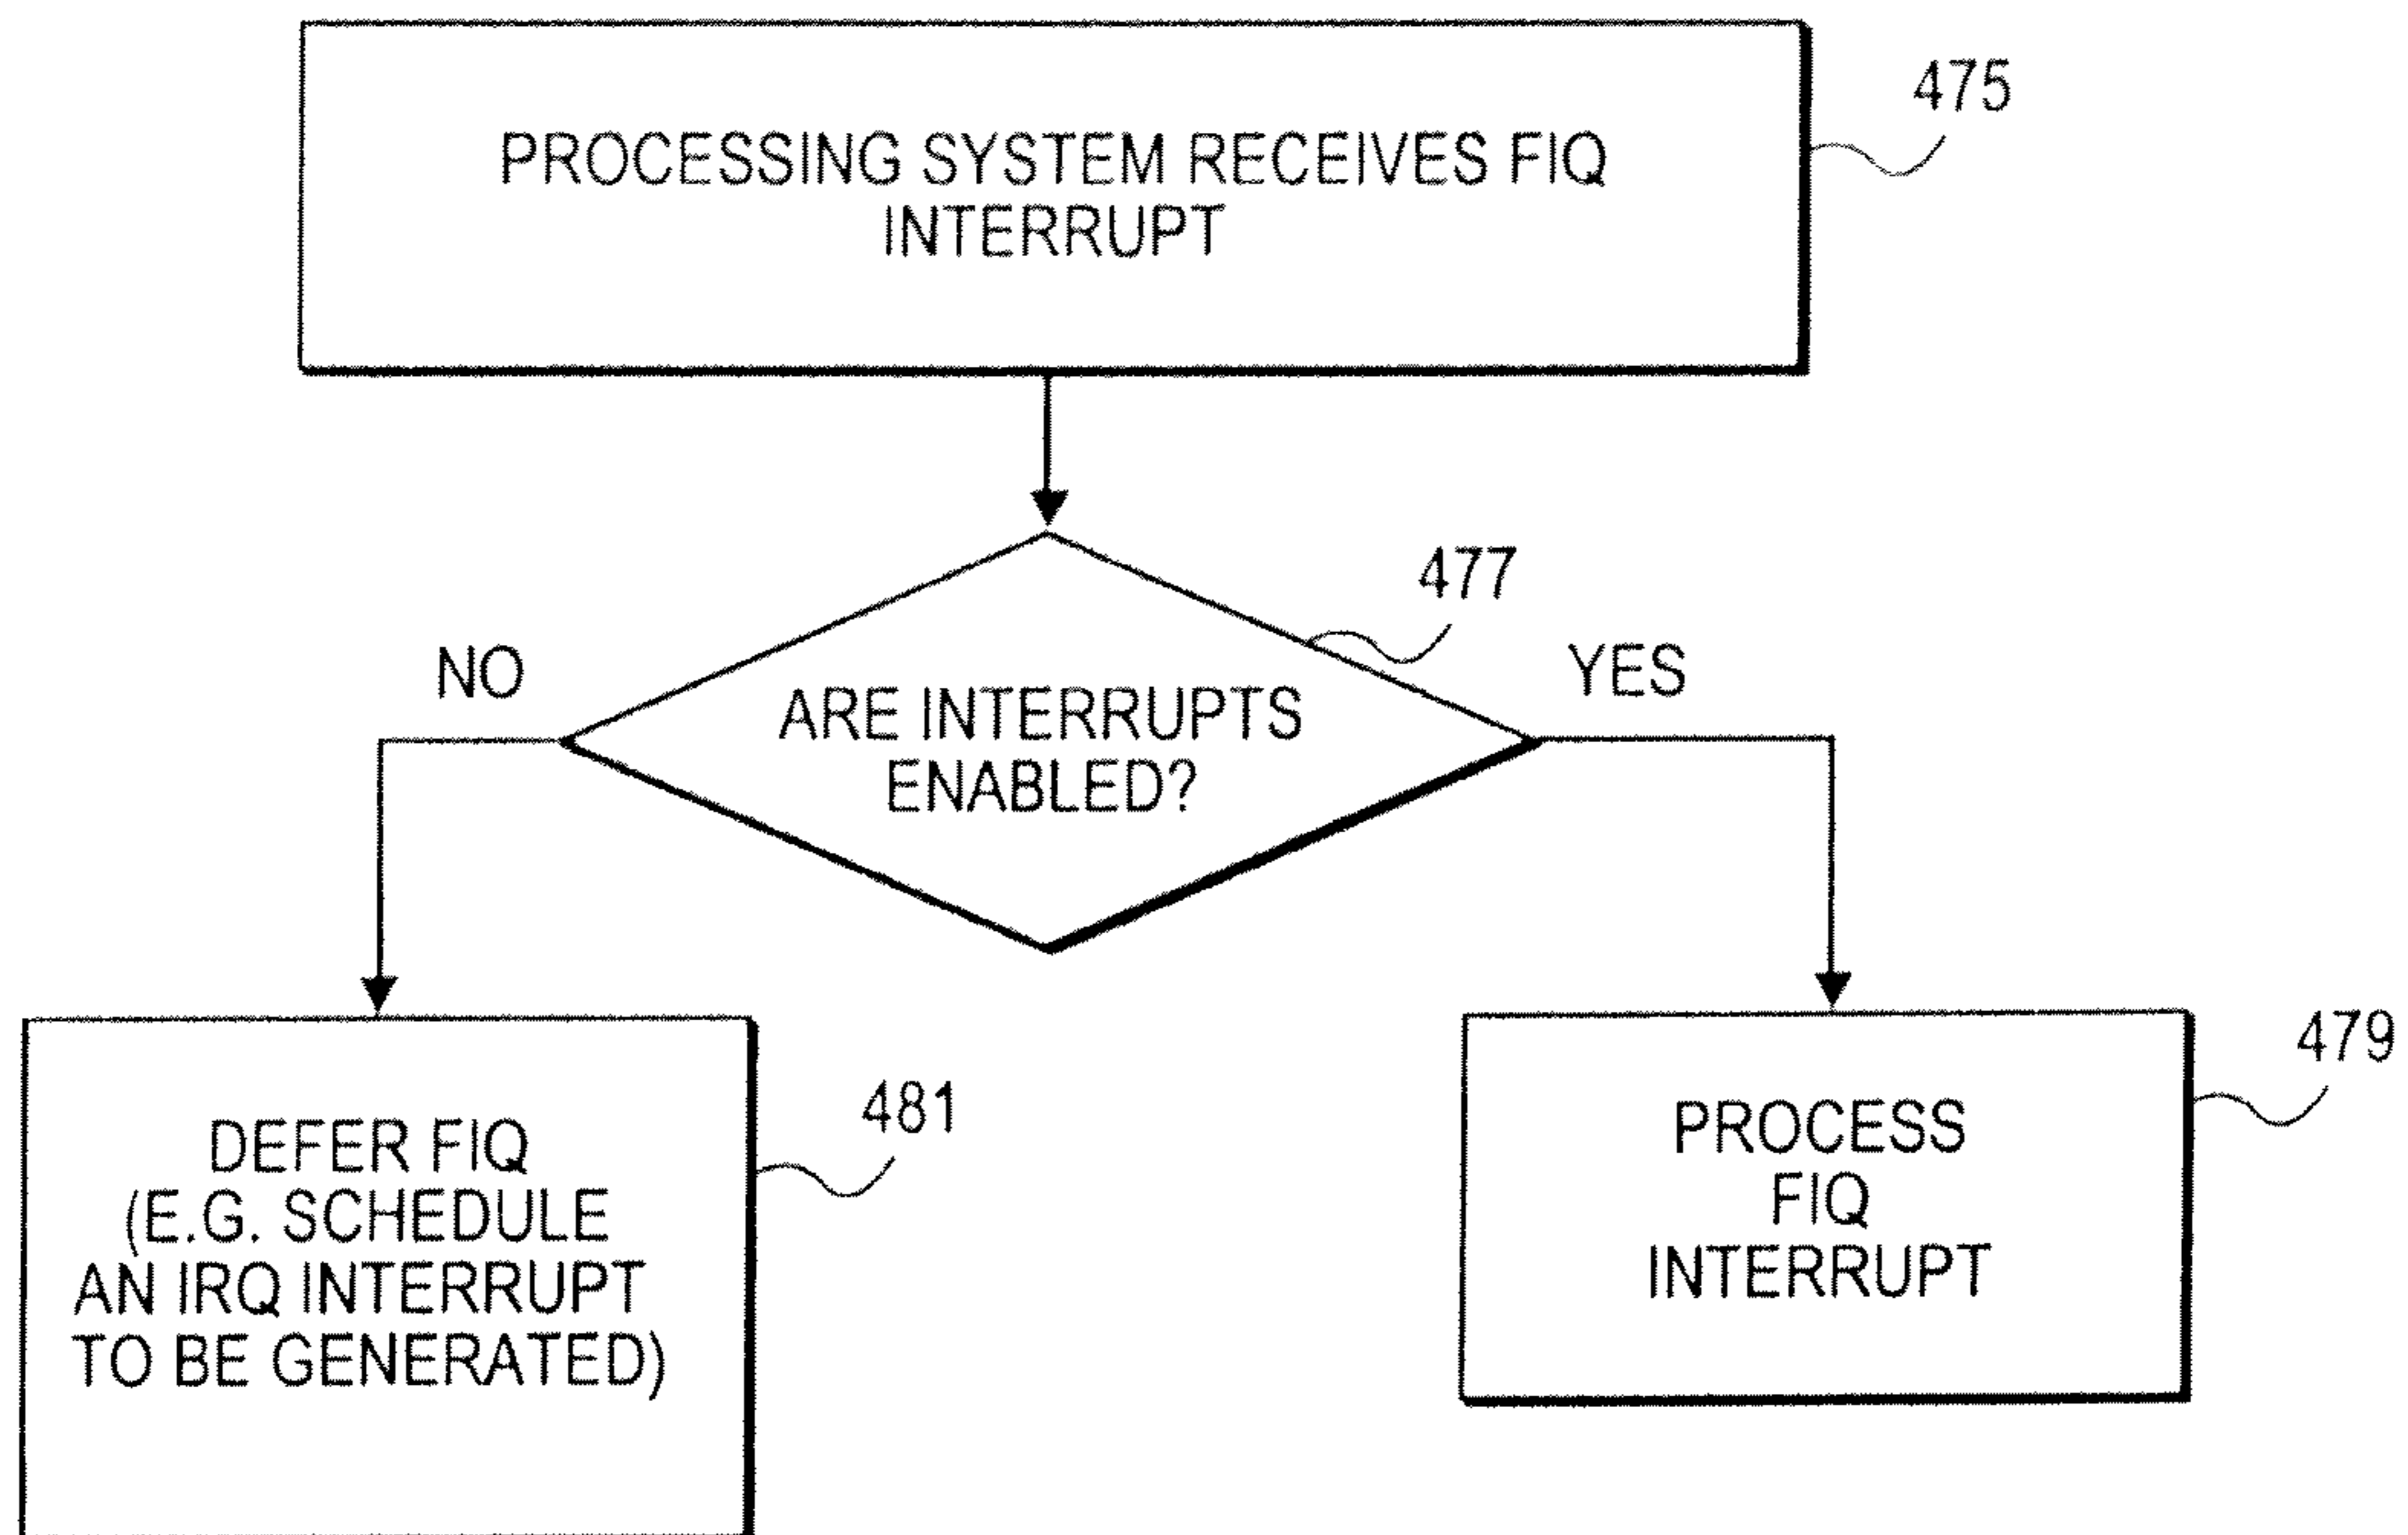 PROCESSING SYSTEM RECEIVES FIQ
INTERRUPT
475
477
NO
YES
ARE INTERRUPTS
ENABLED?
479
481
DEFER FIQ
(E.G. SCHEDULE
AN IRQ INTERRUPT
TO BE GENERATED)
PROCESS
FIQ
INTERRUPT